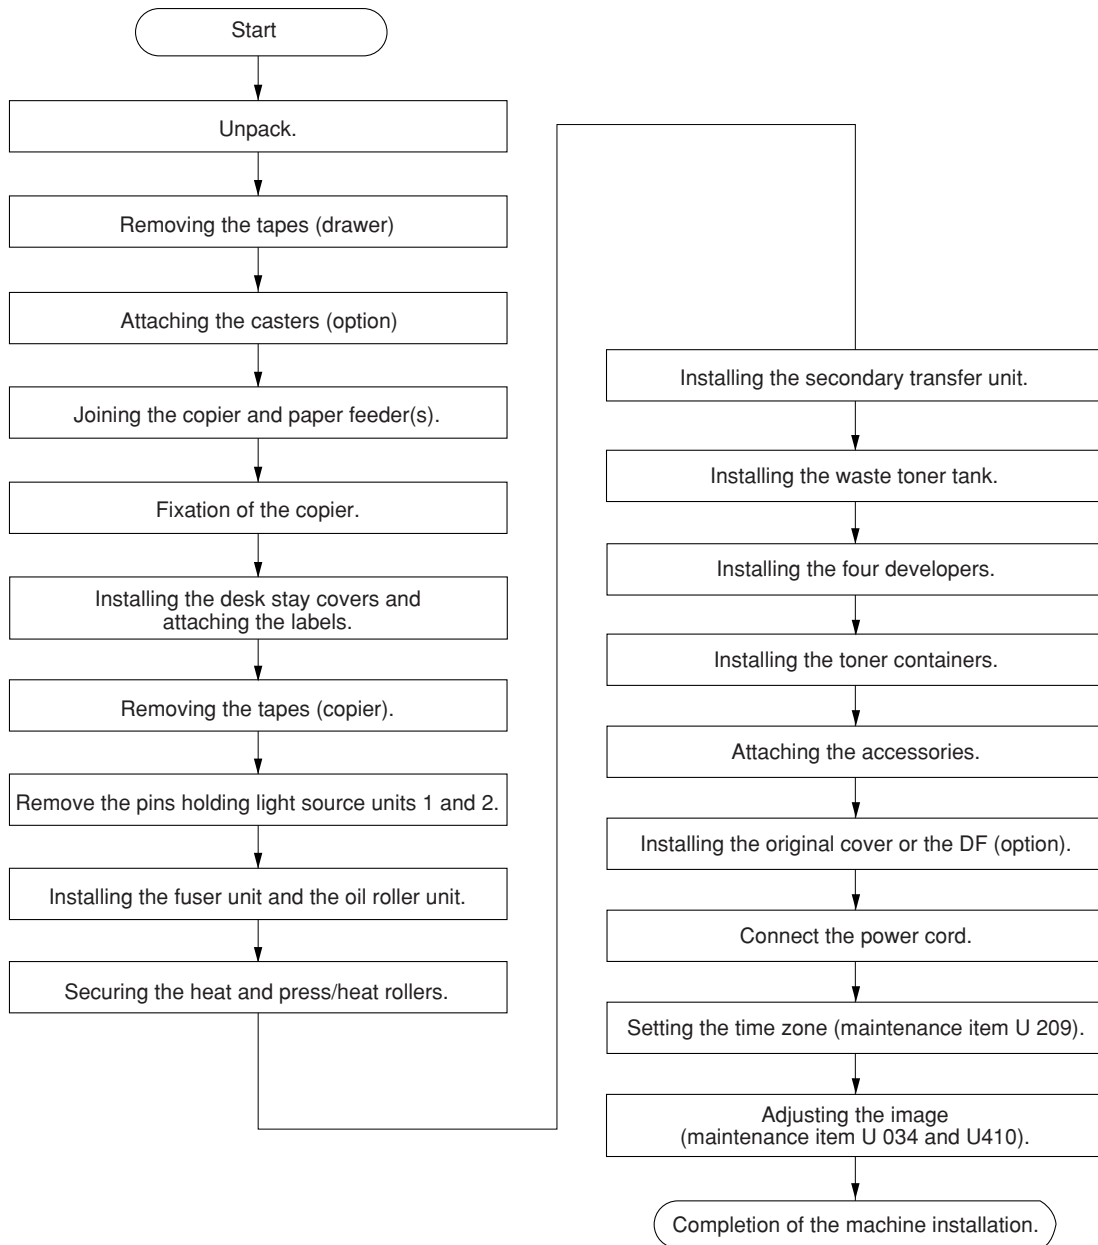 Start
Unpack.
Removing the tapes (drawer)
Attaching the casters (option)
Joining the copier and paper feeder(s).
Fixation of the copier.
Installing the desk stay covers and
attaching the labels.
Removing the tapes (copier).
Remove the pins holding light source units 1 and 2.
Installing the fuser unit and the oil roller unit.
Securing the heat and press/heat rollers.
Installing the secondary transfer unit.
Installing the waste toner tank.
Installing the four developers.
Installing the toner containers.
Attaching the accessories.
Installing the original cover or the DF (option).
Connect the power cord.
Setting the time zone (maintenance item U 209).
Adjusting the image
(maintenance item U 034 and U410).
Completion of the machine installation.